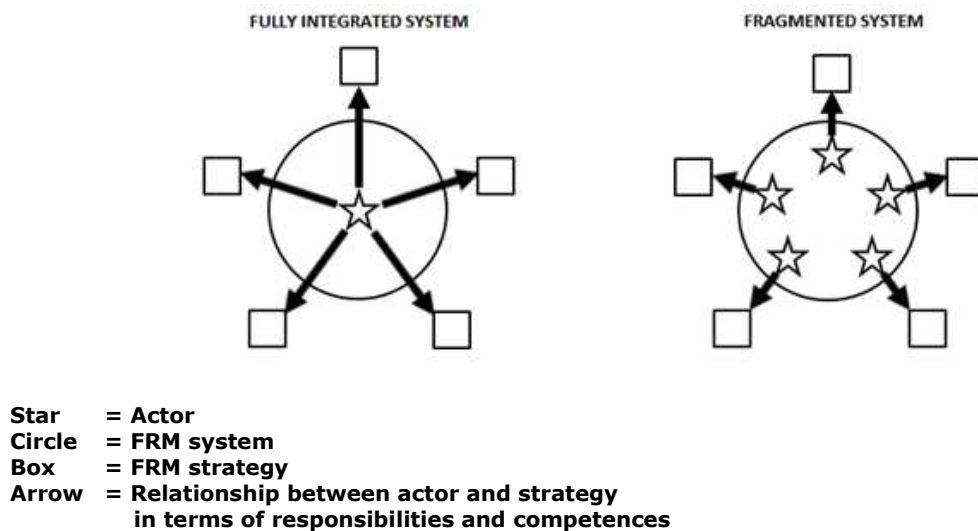 FULLY INTEGRATED SYSTEM
FRAGMENTED SYSTEM
Star = Actor
Circle = FRM system
Box = FRM strategy
Arrow = Relationship between actor and strategy
in terms of responsibilities and competences